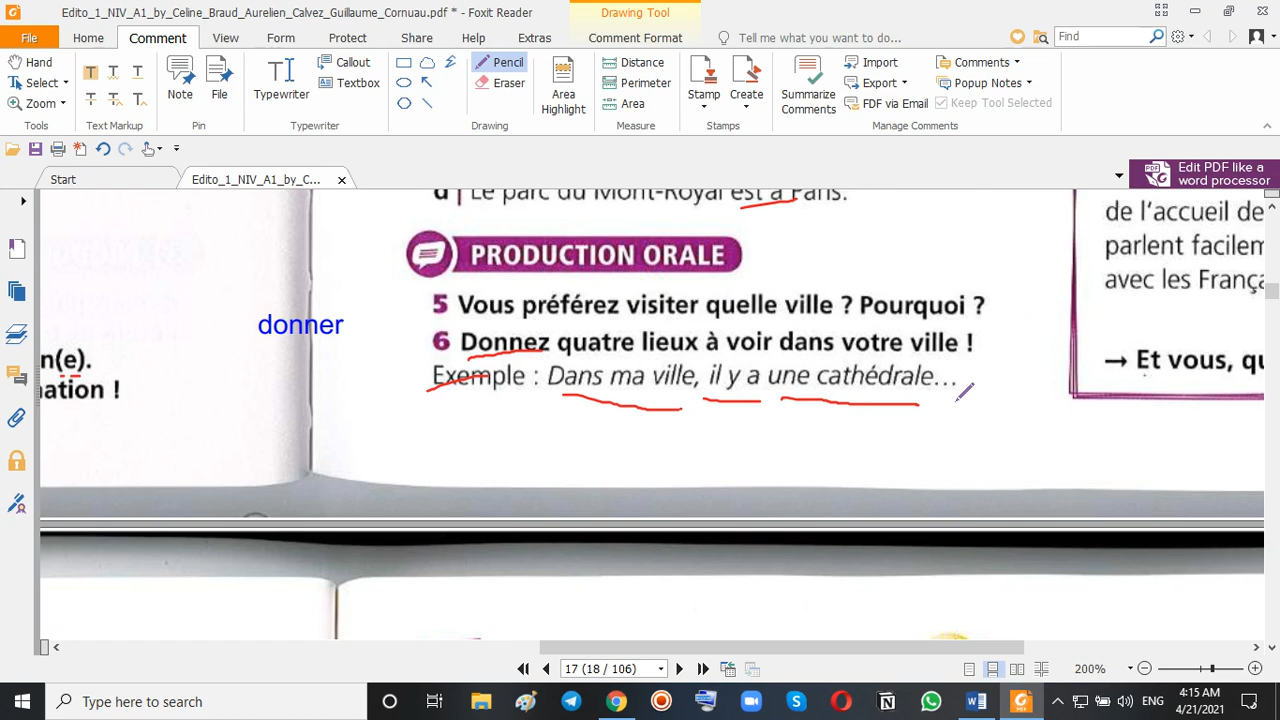 Edito_1_NIV_A1_by_Celine_Braud_Aurelien_Calvez_Guillaume_Cornuau.pdf * - Foxit Reader
Drawing Tool
File Home Comment View Form Protect Share Help Extras Comment Format Tell me what you want to do... Find
Hand
Select
Zoom
Tools
Text Markup
Note
File
Pin
Typewriter
Callout
Textbox
Typewriter
Pencil
Eraser
Area Highlight
Drawing
Distance
Perimeter
Area
Measure
Stamp
Create
Stamps
Summarize Comments
Import
Export
FDF via Email
Comments
Popup Notes
Keep Tool Selected
Manage Comments
Start
Edito_1_NIV_A1_by_C...
Edit PDF like a word processor
d | Le parc du Mont-Royal est à Paris.
PRODUCTION ORALE
5 Vous préférez visiter quelle ville ? Pourquoi ?
donner
6 Donnez quatre lieux à voir dans votre ville !
Exemple : Dans ma ville, il y a une cathédrale…
n(e).
ation !
de l'accueil de
parlent facilem
avec les França
→ Et vous, qu
17 (18 / 106)
200%
Type here to search
ENG
4:15 AM
4/21/2021